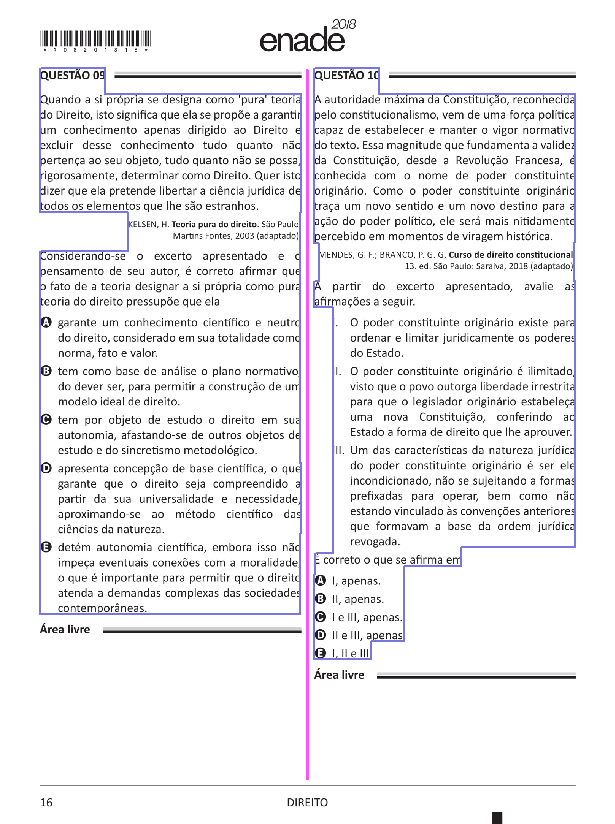 *R0820181 6*
enade
2018
QUESTÃO 09
Quando a si própria se designa como 'pura' teoria
do Direito, isto significa que ela se propõe a garantir
um conhecimento apenas dirigido ao Direito e
excluir desse conhecimento tudo quanto não
pertença ao seu objeto, tudo quanto não se possa,
rigorosamente, determinar como Direito. Quer isto
dizer que ela pretende libertar a ciência jurídica de
todos os elementos que lhe são estranhos.
KELSEN, H. Teoria pura do direito. São Paulo
Martins Fontes, 2003 (adaptado)
Considerando-se o excerto apresentado e o
pensamento de seu autor, é correto afirmar que
o fato de a teoria designar a si própria como pura
teoria do direito pressupõe que ela
A garante um conhecimento científico e neutro
do direito, considerado em sua totalidade como
norma, fato e valor.
B tem como base de análise o plano normativo,
do dever ser, para permitir a construção de um
modelo ideal de direito.
C tem por objeto de estudo o direito em sua
autonomia, afastando-se de outros objetos de
estudo e do sincretismo metodológico.
D apresenta concepção de base científica, o que
garante que o direito seja compreendido a
partir da sua universalidade e necessidade,
aproximando-se ao método científico das
ciências da natureza.
E detém autonomia científica, embora isso não
impeça eventuais conexões com a moralidade,
o que é importante para permitir que o direito
atenda a demandas complexas das sociedades
contemporâneas.
Área livre
QUESTÃO 10
A autoridade máxima da Constituição, reconhecida
pelo constitucionalismo, vem de uma força política
capaz de estabelecer e manter o vigor normativo
do texto. Essa magnitude que fundamenta a validez
da Constituição, desde a Revolução Francesa, é
conhecida com o nome de poder constituinte
originário. Como o poder constituinte originário
traça um novo sentido e um novo destino para a
ação do poder político, ele será mais nitidamente
percebido em momentos de viragem histórica.
MENDES, G. F.; BRANCO, P. G. G. Curso de direito constitucional
13. ed. São Paulo: Saraiva, 2018 (adaptado)
A partir do excerto apresentado, avalie as
afirmações a seguir.
I. O poder constituinte originário existe para
ordenar e limitar juridicamente os poderes
do Estado.
II. O poder constituinte originário é ilimitado,
visto que o povo outorga liberdade irrestrita
para que o legislador originário estabeleça
uma nova Constituição, conferindo ao
Estado a forma de direito que lhe aprouver.
III. Um das características da natureza jurídica
do poder constituinte originário é ser ele
incondicionado, não se sujeitando a formas
prefixadas para operar, bem como não
estando vinculado às convenções anteriores
que formavam a base da ordem jurídica
revogada.
É correto o que se afirma em
A I, apenas.
B II, apenas.
C I e III, apenas.
D II e III, apenas
E I, II e III
Área livre
16
DIREITO